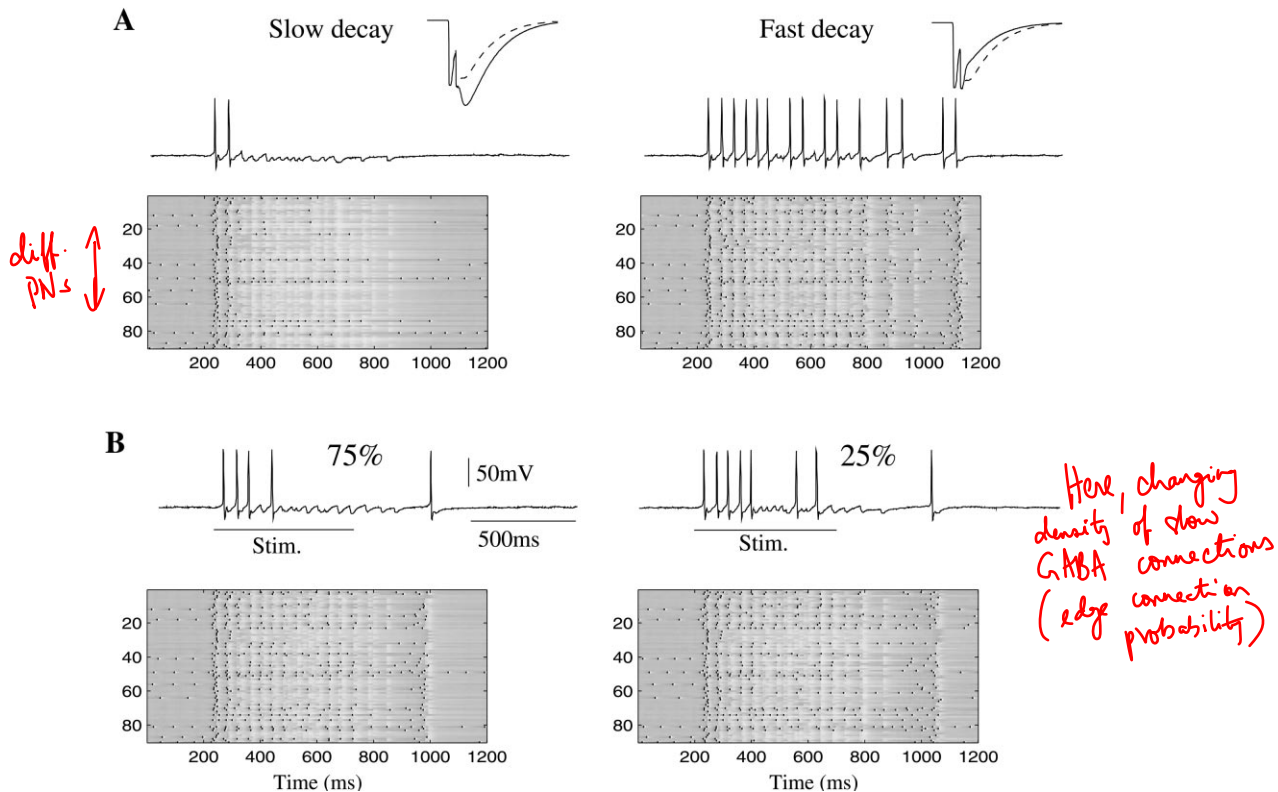 A
Slow decay
Fast decay
20
40
60
80
200 400 600 800 1000 1200
20
40
60
80
200 400 600 800 1000 1200
diff.
PNs
B
75%
50mV
Stim.
500ms
25%
Stim.
Here, changing
density of slow
GABA connections
(edge connection
probability)
20
40
60
80
200 400 600 800 1000 1200
Time (ms)
20
40
60
80
200 400 600 800 1000 1200
Time (ms)